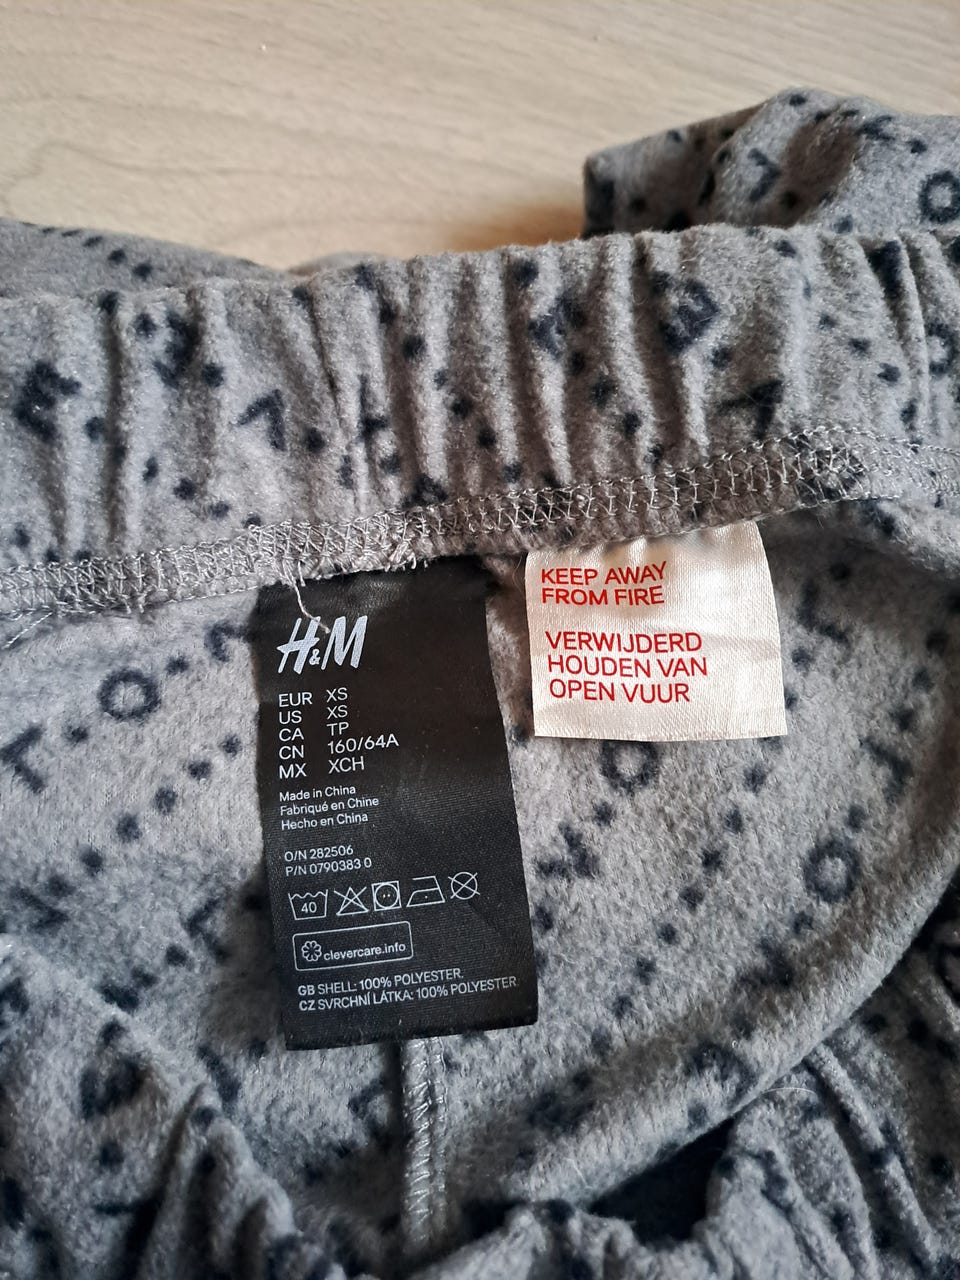 H&M
EUR XS
US XS
CA TP
CN 160/64A
MX XCH
Made in China
Fabriqué en Chine
Hecho en China
O/N 282506
P/N 0790383 0
40
clevercare.info
GB SHELL: 100% POLYESTER.
CZ SVRCHNÍ LÁTKA: 100% POLYESTER
KEEP AWAY
FROM FIRE
VERWIJDERD
HOUDEN VAN
OPEN VUUR